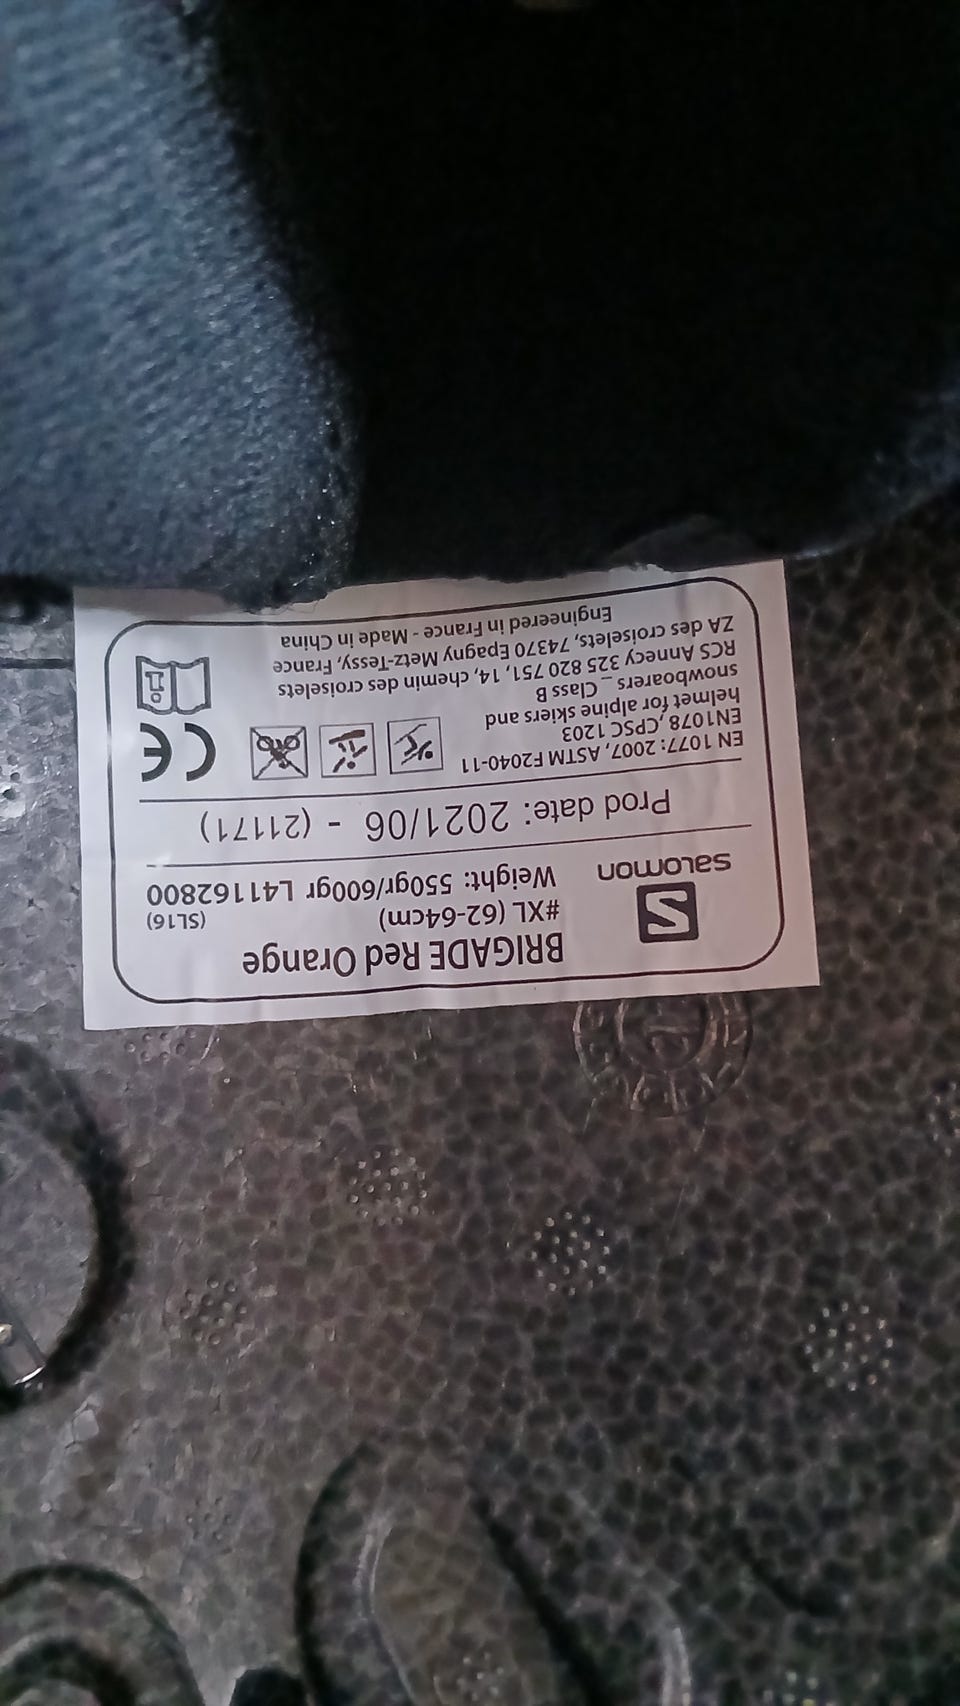 BRIGADE Red Orange
#XL (62-64cm) (SL16)
Weight: 550gr/600gr L41162800
salomon
Prod date: 2021/06 - (21171)
EN 1077: 2007, ASTM F2040-11
EN1078 ,CPSC 1203
helmet for alpine skiers and
snowboarers _ Class B
RCS Annecy 325 820 751, 14, chemin des croiselets
ZA des croiselets, 74370 Epagny Metz-Tessy, France
Engineered in France - Made in China
CE